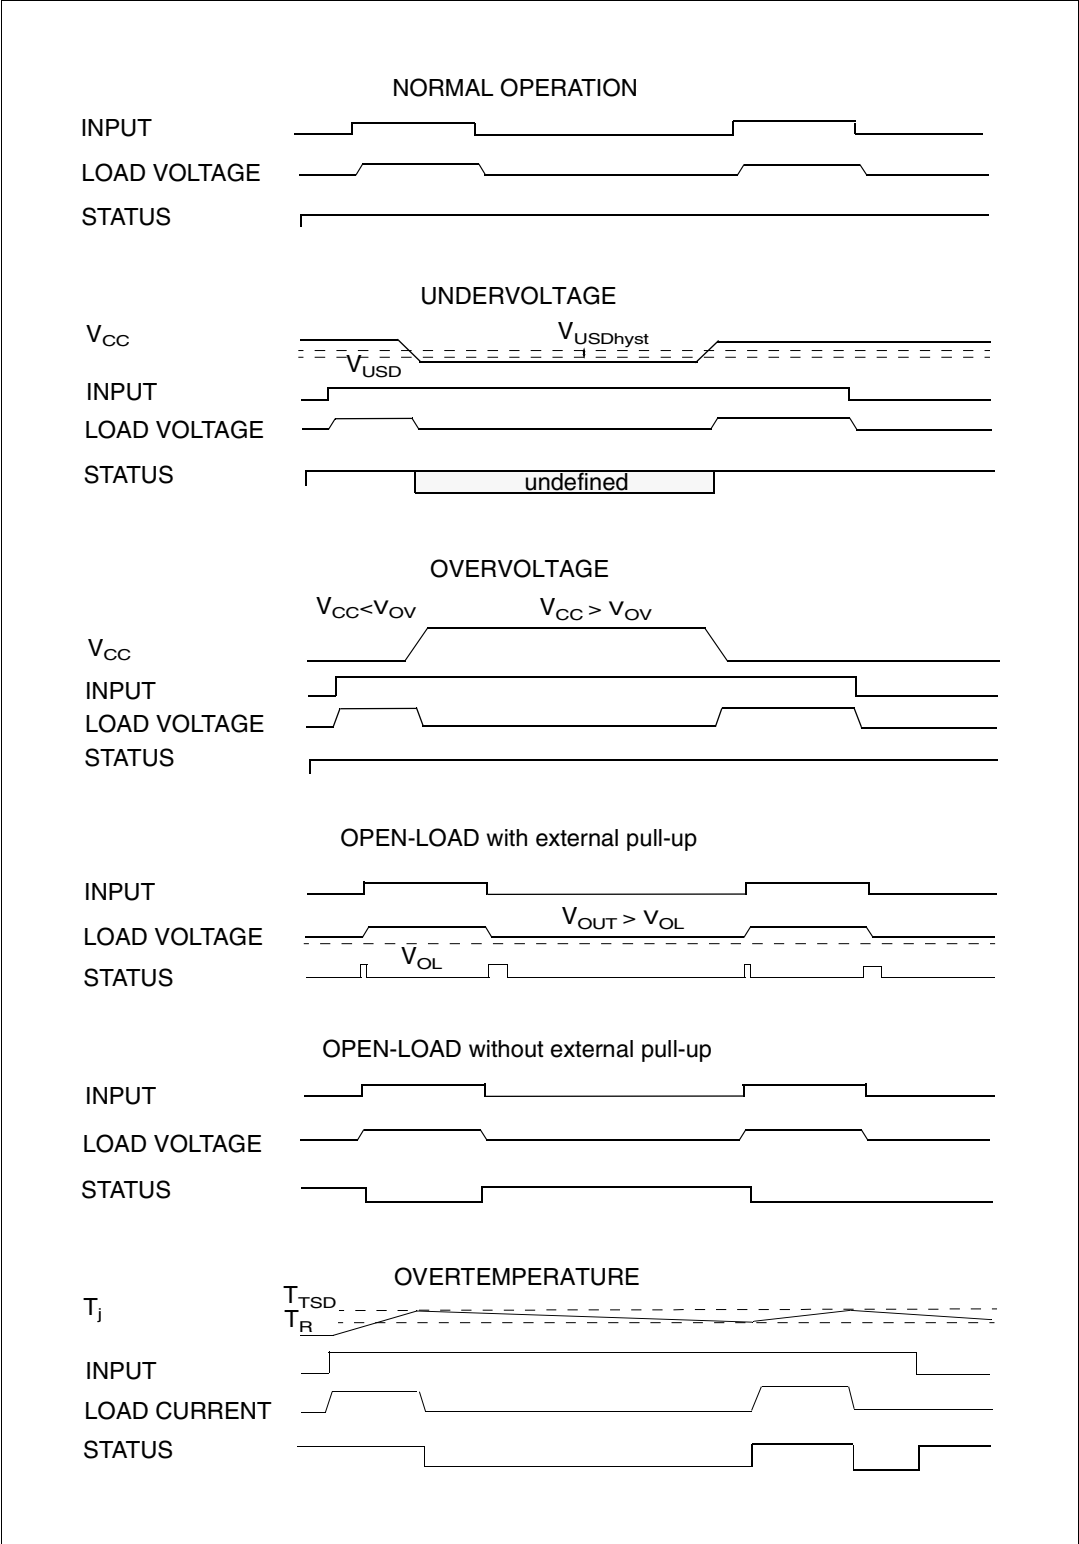 NORMAL OPERATION
INPUT
LOAD VOLTAGE
STATUS
UNDERVOLTAGE
VCC
VUSDhyst
VUSD
INPUT
LOAD VOLTAGE
STATUS
undefined
OVERVOLTAGE
VCC<VOV
VCC > VOV
VCC
INPUT
LOAD VOLTAGE
STATUS
OPEN-LOAD with external pull-up
INPUT
VOUT > VOL
LOAD VOLTAGE
VOL
STATUS
OPEN-LOAD without external pull-up
INPUT
LOAD VOLTAGE
STATUS
OVERTEMPERATURE
Tj
TTSD
TR
INPUT
LOAD CURRENT
STATUS